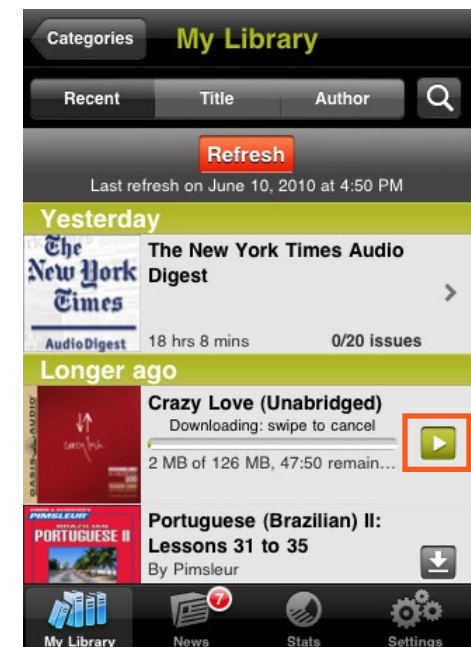 Categories
My Library
Recent
Title
Author
Refresh
Last refresh on June 10, 2010 at 4:50 PM
Yesterday
The
New York
Times
AudioDigest
The New York Times Audio
Digest
18 hrs 8 mins
0/20 issues
Longer ago
OASIS AUDIO
crazy love
Crazy Love (Unabridged)
Downloading: swipe to cancel
2 MB of 126 MB, 47:50 remain...
PIMSLEUR
BRAZILIAN
PORTUGUESE II
Portuguese (Brazilian) II:
Lessons 31 to 35
By Pimsleur
My Library
News
7
Stats
Settings